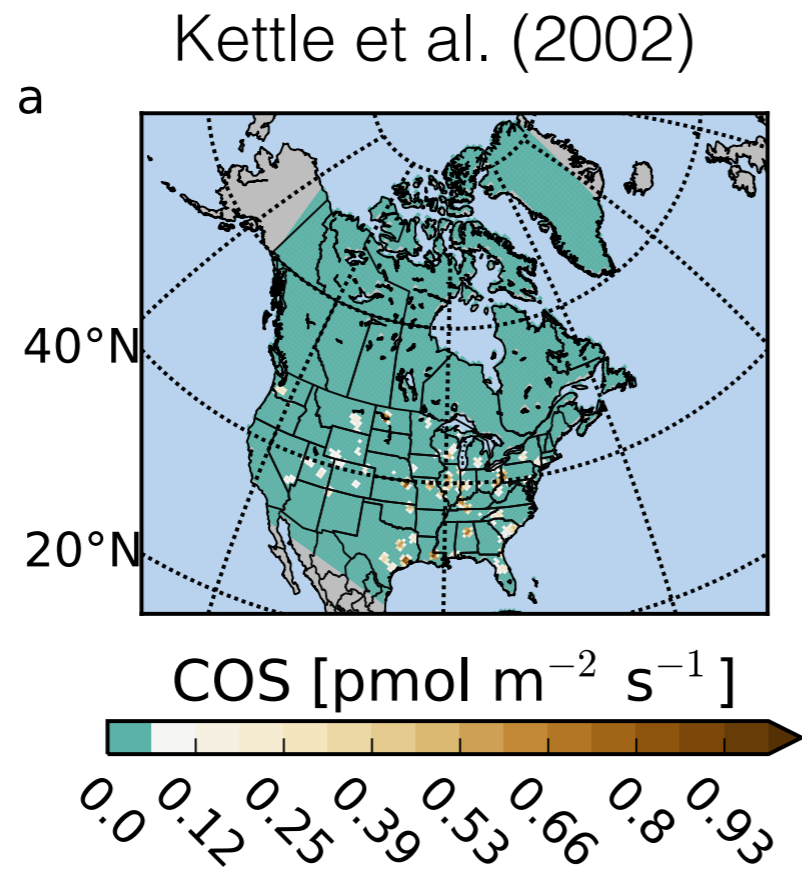 Kettle et al. (2002)
a
40°N
20°N
COS [pmol m⁻² s⁻¹]
0.0 0.12 0.25 0.39 0.53 0.66 0.8 0.93